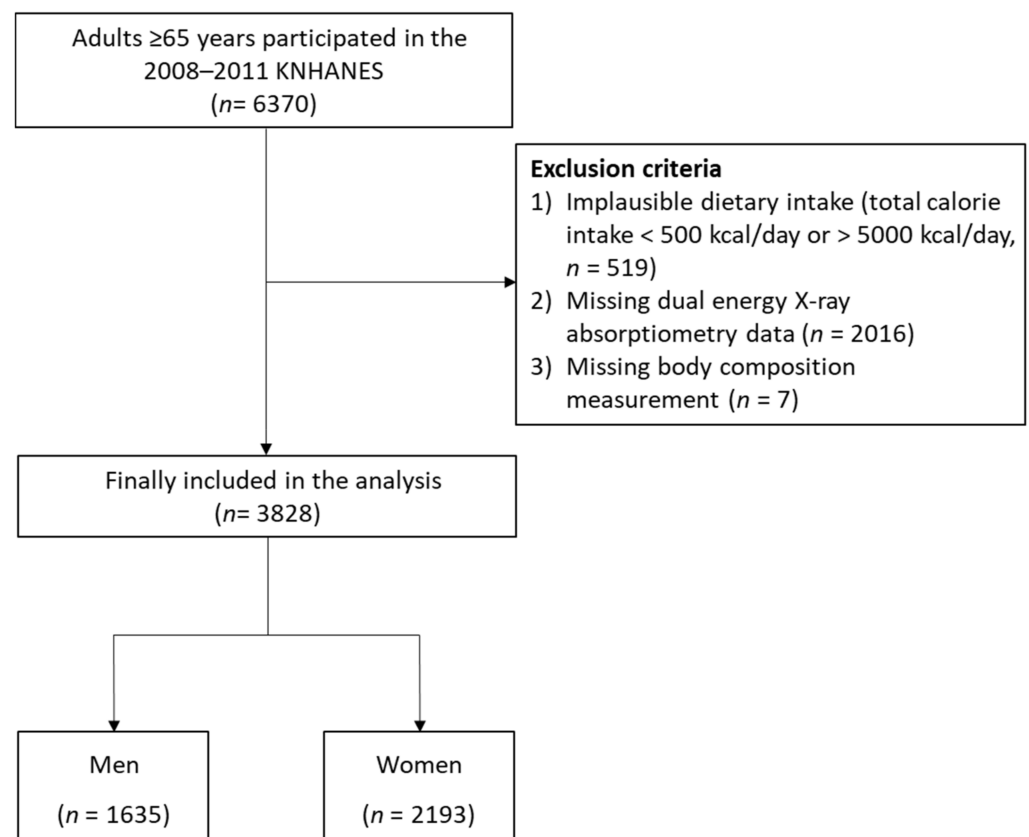 Adults ≥65 years participated in the
2008–2011 KNHANES
(n= 6370)
Exclusion criteria
1) Implausible dietary intake (total calorie
intake < 500 kcal/day or > 5000 kcal/day,
n = 519)
2) Missing dual energy X-ray
absorptiometry data (n = 2016)
3) Missing body composition
measurement (n = 7)
Finally included in the analysis
(n= 3828)
Men
(n = 1635)
Women
(n = 2193)